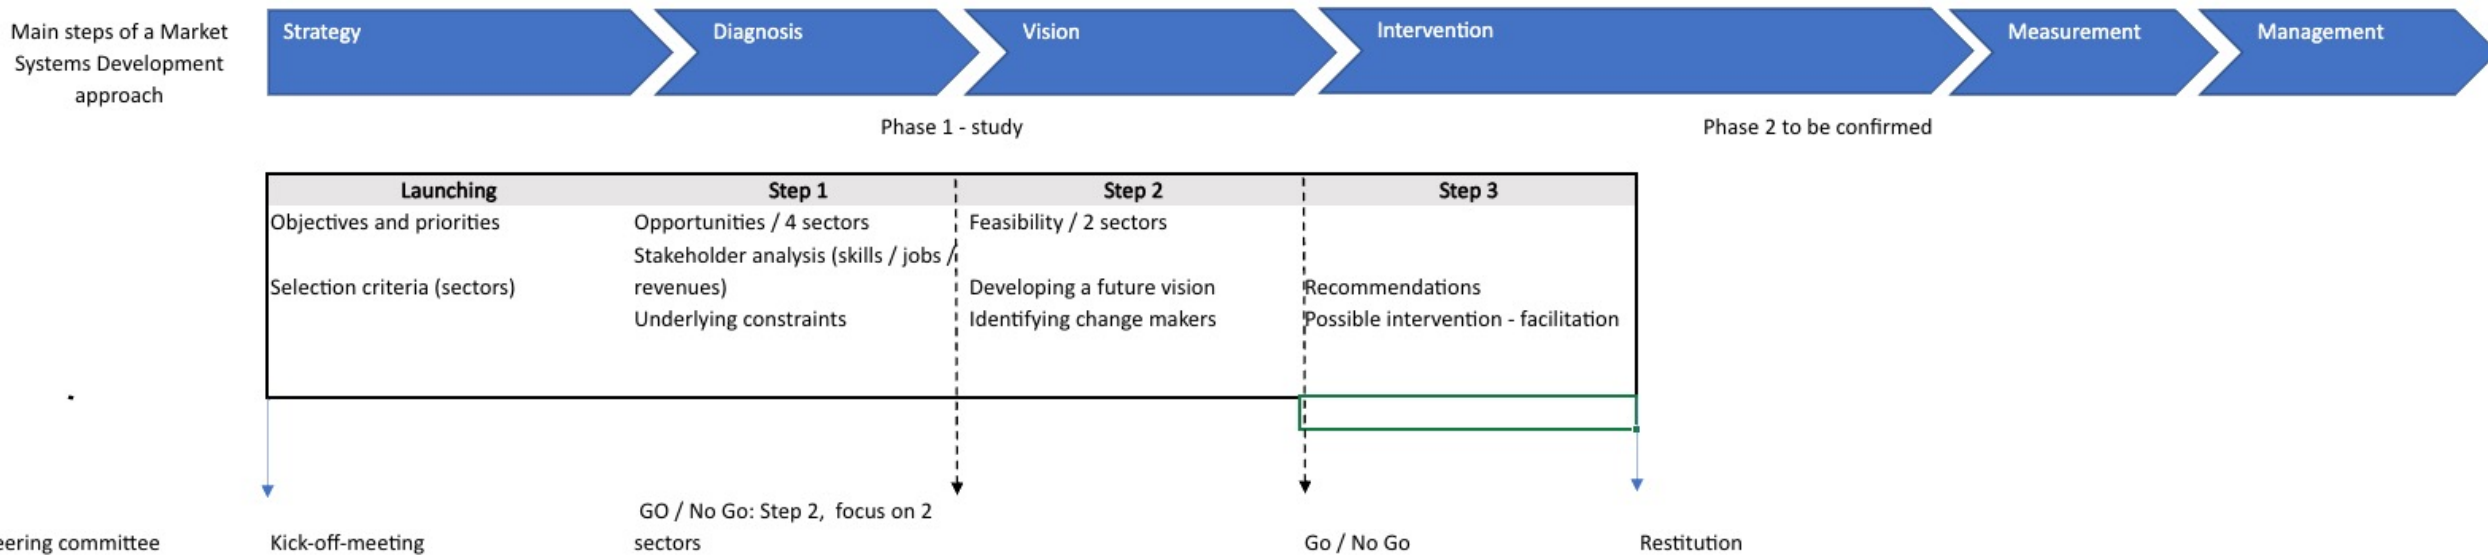 Main steps of a Market
Systems Development
approach
Strategy
Diagnosis
Vision
Intervention
Measurement
Management
Phase 1 - study
Phase 2 to be confirmed
Launching
Step 1
Step 2
Step 3
Objectives and priorities
Selection criteria (sectors)
Opportunities / 4 sectors
Stakeholder analysis (skills / jobs /
revenues)
Underlying constraints
Feasibility / 2 sectors
Developing a future vision
Identifying change makers
Recommendations
Possible intervention - facilitation
eering committee
Kick-off-meeting
GO / No Go: Step 2, focus on 2
sectors
Go / No Go
Restitution